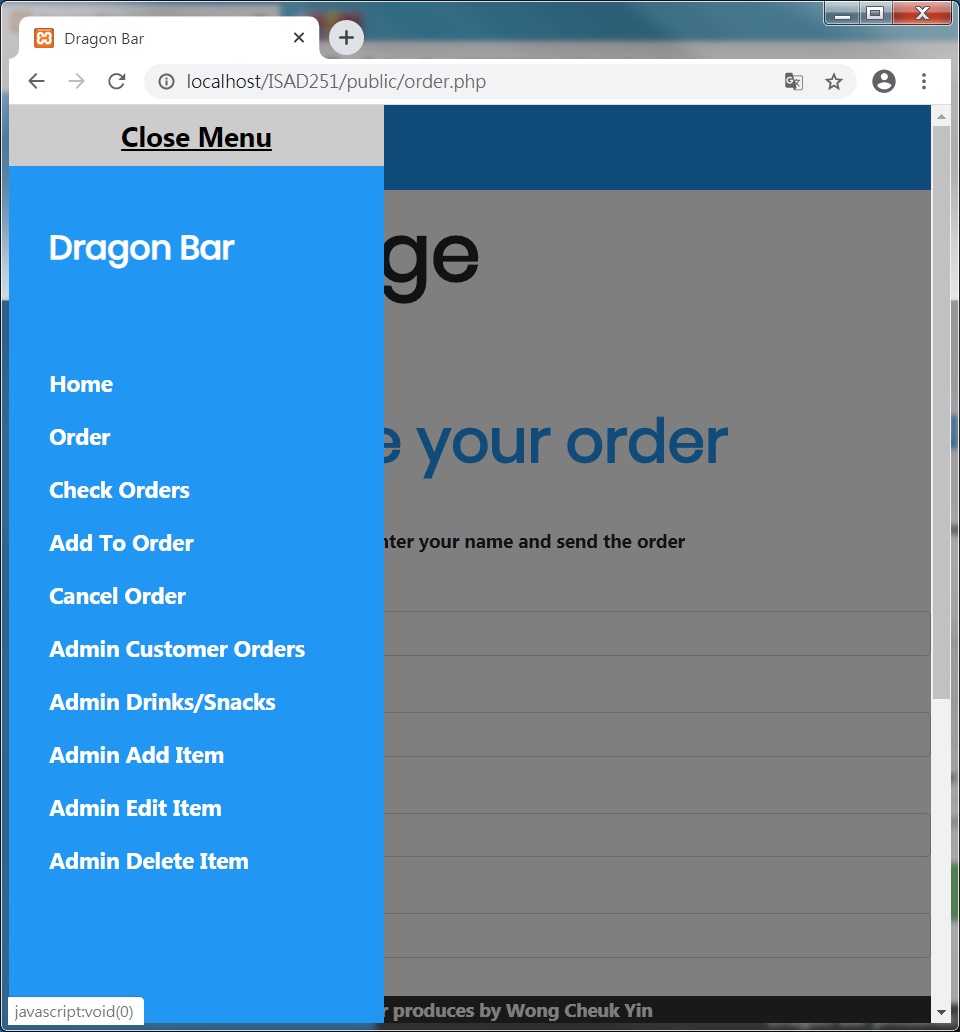 Dragon Bar
localhost/ISAD251/public/order.php
Close Menu
Dragon Bar
ge
Home
Order
e your order
Check Orders
Add To Order
nter your name and send the order
Cancel Order
Admin Customer Orders
Admin Drinks/Snacks
Admin Add Item
Admin Edit Item
Admin Delete Item
r produces by Wong Cheuk Yin
javascript:void(0)